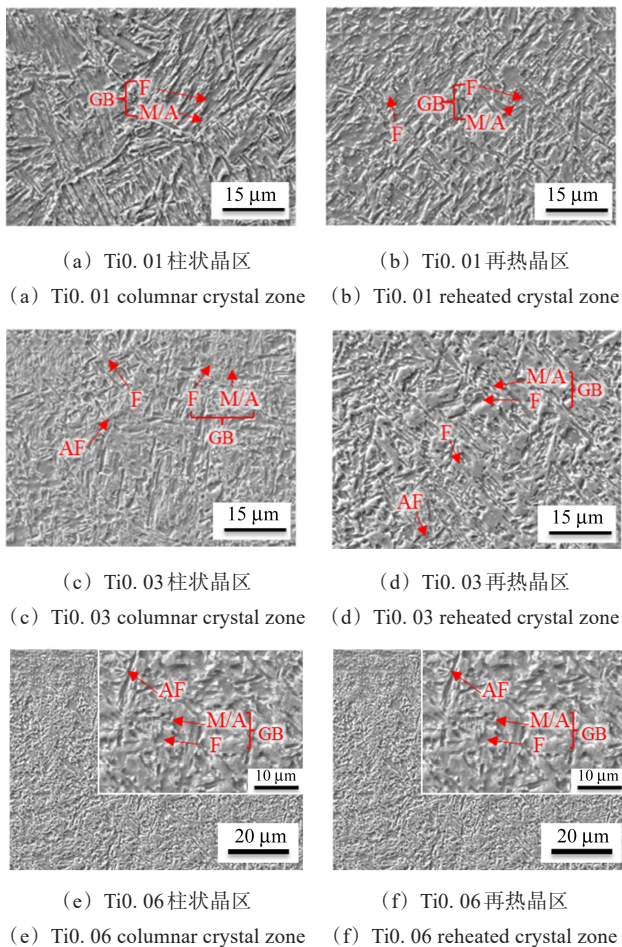 F
GB
M/A
15 μm
F
GB
M/A
F
15 μm
(a) Ti0. 01柱状晶区
(b) Ti0. 01再热晶区
(a) Ti0. 01 columnar crystal zone
(b) Ti0. 01 reheated crystal zone
F
F
M/A
GB
AF
15 μm
M/A
F
GB
F
AF
15 μm
(c) Ti0. 03柱状晶区
(d) Ti0. 03再热晶区
(c) Ti0. 03 columnar crystal zone
(d) Ti0. 03 reheated crystal zone
AF
M/A
F
GB
10 μm
20 μm
AF
M/A
F
GB
10 μm
20 μm
(e) Ti0. 06柱状晶区
(f) Ti0. 06再热晶区
(e) Ti0. 06 columnar crystal zone
(f) Ti0. 06 reheated crystal zone